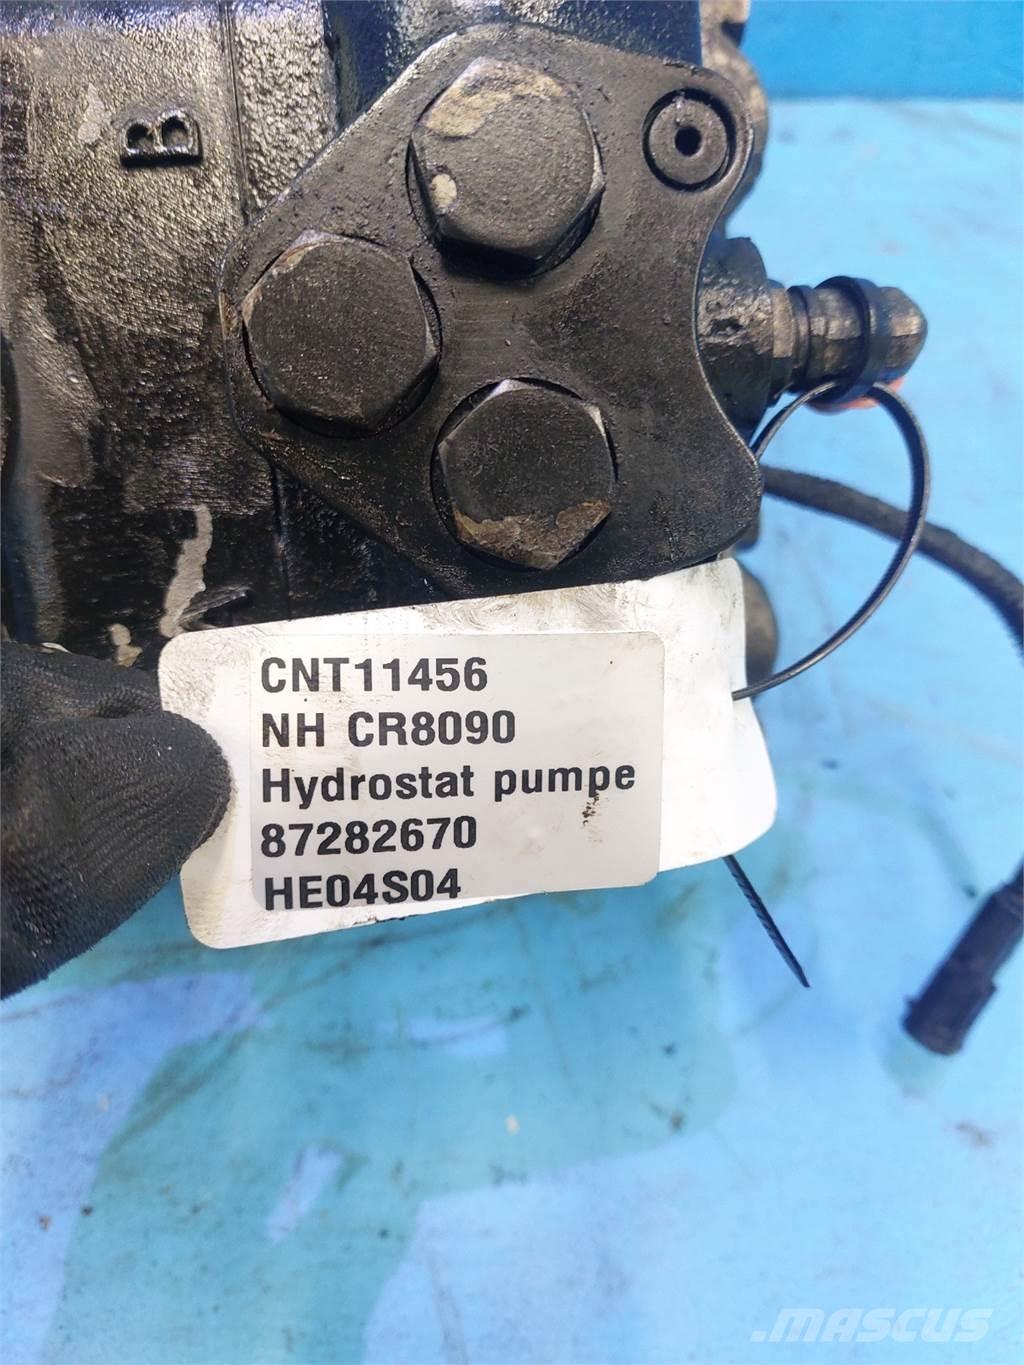 B
CNT11456
NH CR8090
Hydrostat pumpe
87282670
HE04S04
.MASCUS